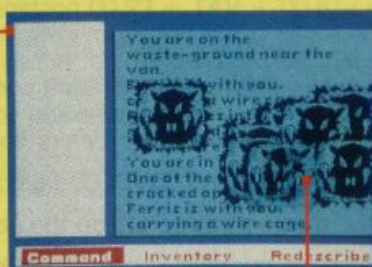 You are on the
waste-ground near the
van.
with you.
a wire
You are in
One of the
cracked op
Ferris is with you,
carrying a wire cage
Command Inventory Redescribe